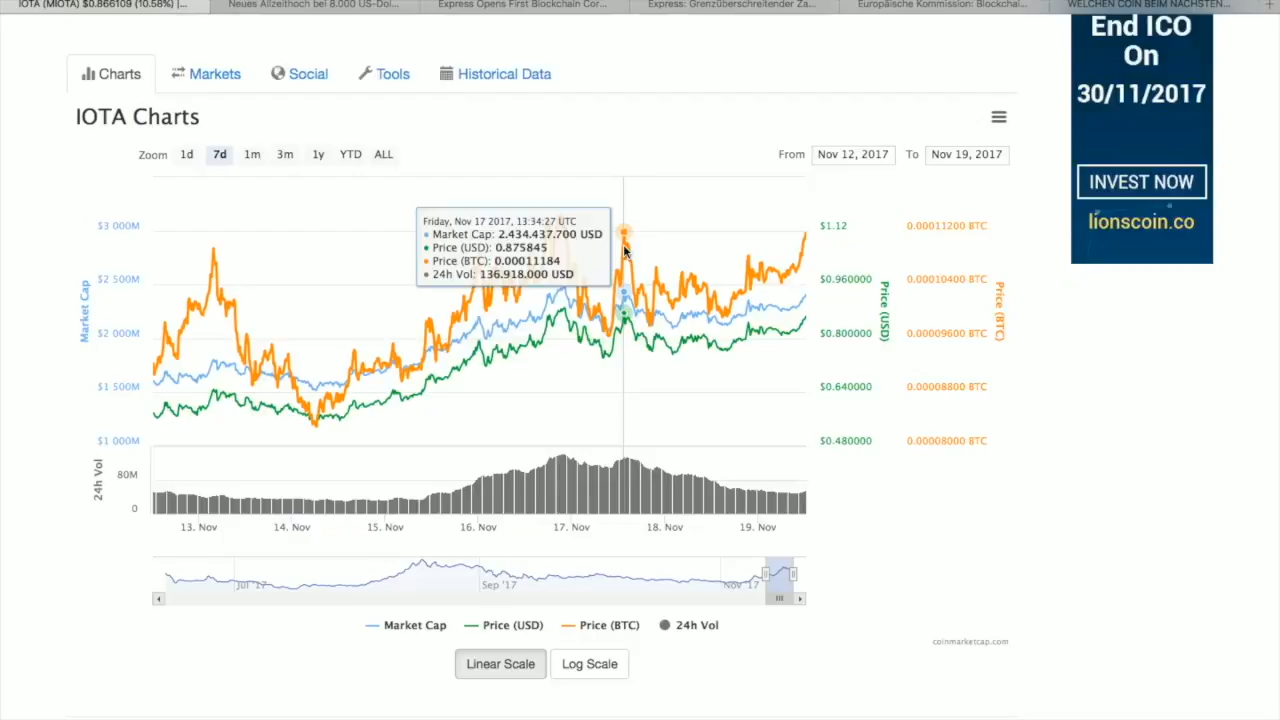 IOTA (MIOTA) $0.866109 (10.58%) |...
Neues Allzeithoch bei 8.000 US-Dol...
Express Opens First Blockchain Cor...
Express: Grenzüberschreitender Za...
Europäische Kommission: Blockchai...
WELCHEN COIN BEIM NÄCHSTEN...
End ICO
On
30/11/2017
INVEST NOW
lionscoin.co
Charts
Markets
Social
Tools
Historical Data
IOTA Charts
Zoom 1d 7d 1m 3m 1y YTD ALL
From Nov 12, 2017 To Nov 19, 2017
Friday, Nov 17 2017, 13:34:27 UTC
Market Cap: 2.434.437.700 USD
Price (USD): 0.875845
Price (BTC): 0.00011184
24h Vol: 136.918.000 USD
Market Cap
$3 000M
$2 500M
$2 000M
$1 500M
$1 000M
Price (USD)
$1.12
$0.960000
$0.800000
$0.640000
$0.480000
Price (BTC)
0.00011200 BTC
0.00010400 BTC
0.00009600 BTC
0.00008800 BTC
0.00008000 BTC
24h Vol
80M
0
13. Nov 14. Nov 15. Nov 16. Nov 17. Nov 18. Nov 19. Nov
Jul '17 Sep '17 Nov '17
Market Cap Price (USD) Price (BTC) 24h Vol
coinmarketcap.com
Linear Scale
Log Scale